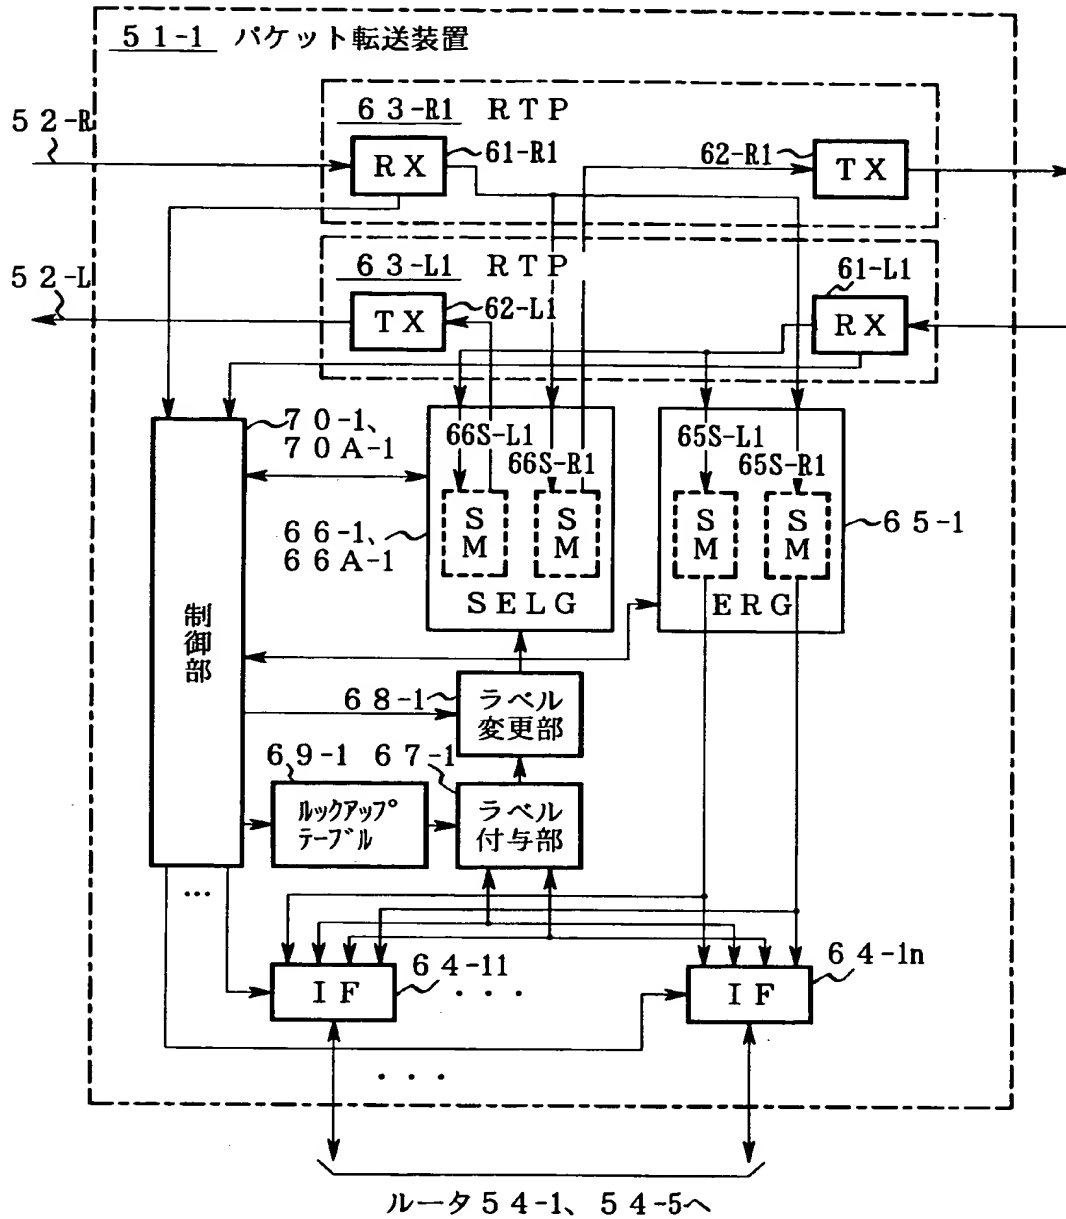 51-1 パケット転送装置
63-R1 RTP
52-R
RX
61-R1
62-R1
TX
63-L1 RTP
52-L
TX
62-L1
61-L1
RX
70-1、
70A-1
66S-L1
66S-R1
65S-L1
65S-R1
SM
SM
SM
SM
66-1、
66A-1
65-1
SELG
ERG
制御部
68-1
ラベル
変更部
69-1
67-1
ルックアップ
テーブル
ラベル
付与部
...
IF
64-11
...
IF
64-1n
...
ルータ54-1、54-5へ